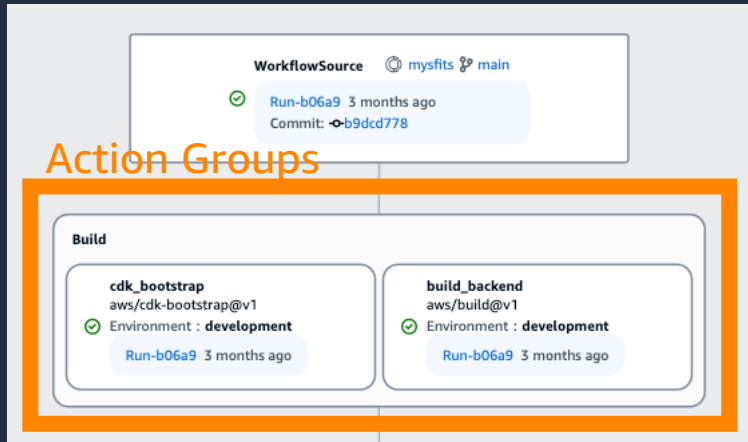 WorkflowSource mysfits main
Run-b06a9 3 months ago
Commit: b9dcd778
Action Groups
Build
cdk_bootstrap
aws/cdk-bootstrap@v1
Environment : development
Run-b06a9 3 months ago
build_backend
aws/build@v1
Environment : development
Run-b06a9 3 months ago